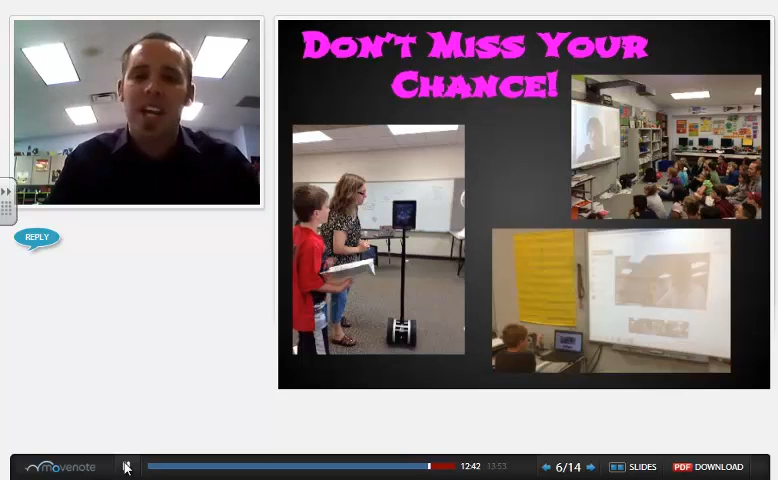 DON'T MISS YOUR
CHANCE!
REPLY
movenote
12:42 13:53
6/14
SLIDES
PDF DOWNLOAD